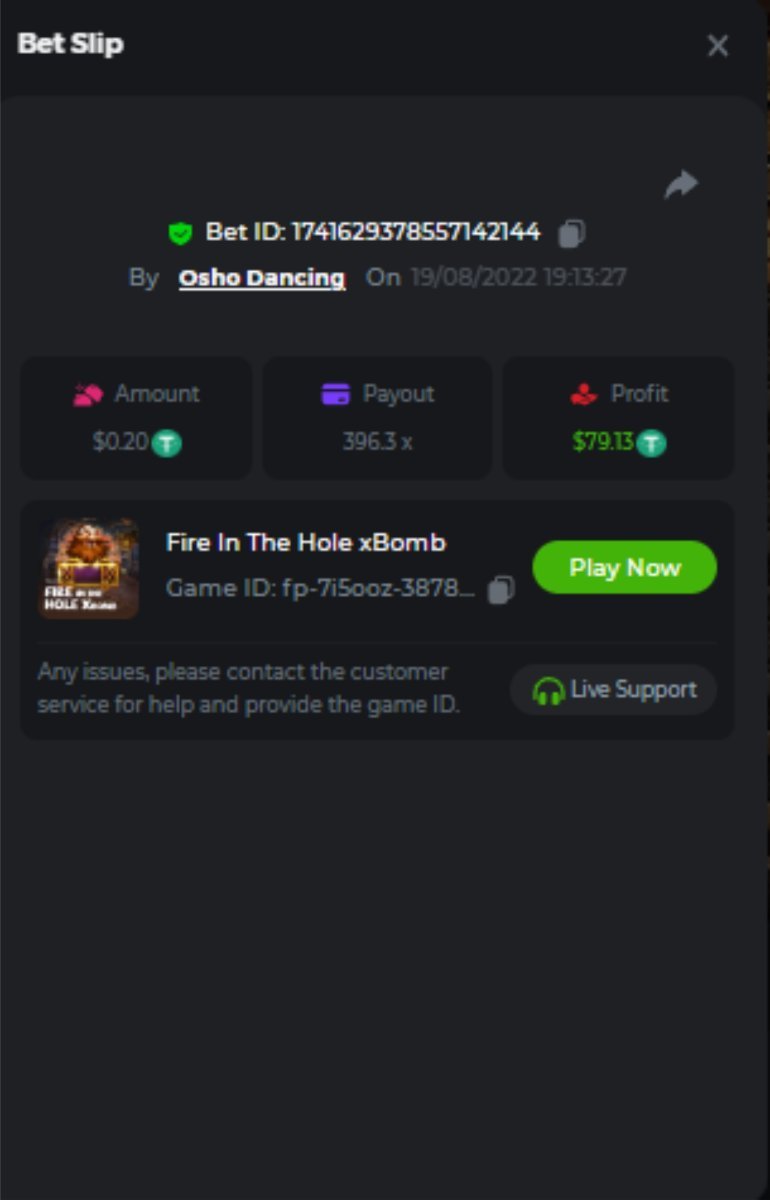 Bet Slip
Bet ID: 1741629378557142144
By Osho Dancing On 19/08/2022 19:13:27
Amount
$0.20
Payout
396.3 x
Profit
$79.13
FIRE IN THE
HOLE xBOMB
Fire In The Hole xBomb
Game ID: fp-7i5ooz-3878...
Play Now
Any issues, please contact the customer
service for help and provide the game ID.
Live Support